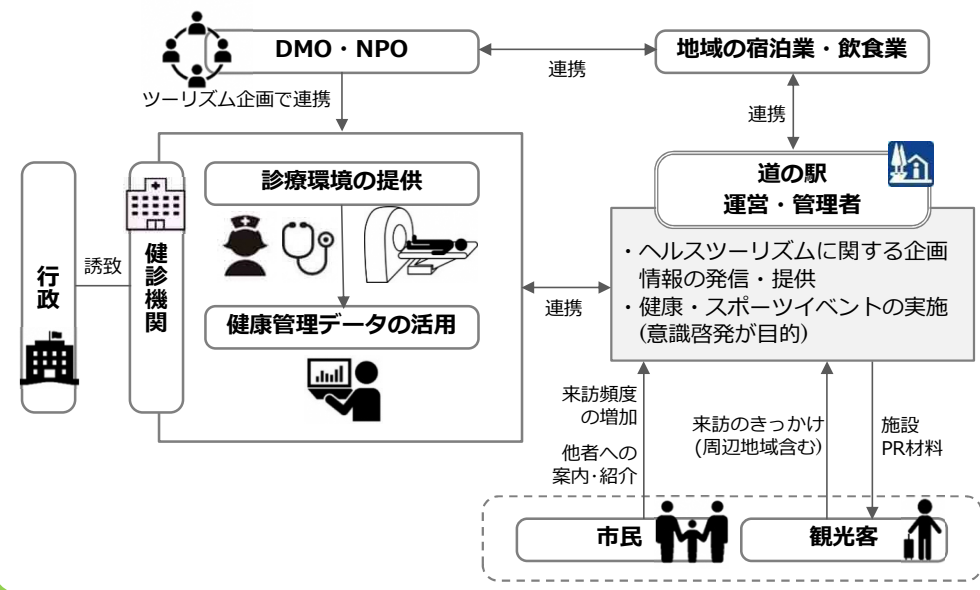 DMO・NPO
連携
地域の宿泊業・飲食業
ツーリズム企画で連携
連携
道の駅
運営・管理者
行政
誘致
健診機関
診療環境の提供
健康管理データの活用
連携
・ヘルスツーリズムに関する企画
情報の発信・提供
・健康・スポーツイベントの実施
(意識啓発が目的)
来訪頻度
の増加
他者への
案内・紹介
来訪のきっかけ
(周辺地域含む)
施設
PR材料
市民
観光客